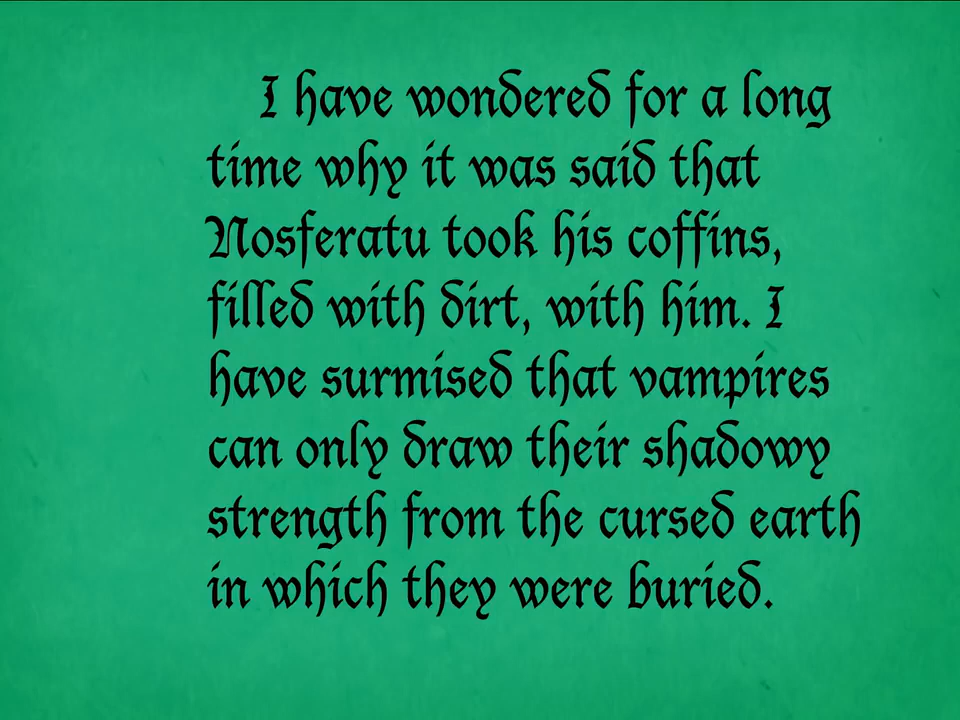 I have wondered for a long
time why it was said that
Nosferatu took his coffins,
filled with dirt, with him. I
have surmised that vampires
can only draw their shadowy
strength from the cursed earth
in which they were buried.